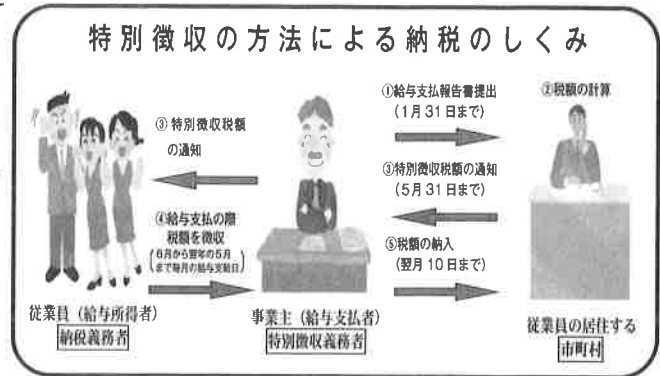 特別徴収の方法による納税のしくみ
①給与支払報告書提出
(1月31日まで)
②税額の計算
③特別徴収税額
の通知
③特別徴収税額の通知
(5月31日まで)
④給与支払の際
税額を徴収
(6月から翌年の5月
まで毎月の給与支給日)
⑤税額の納入
(翌月10日まで)
従業員(給与所得者)
納税義務者
事業主(給与支払者)
特別徴収義務者
従業員の居住する
市町村